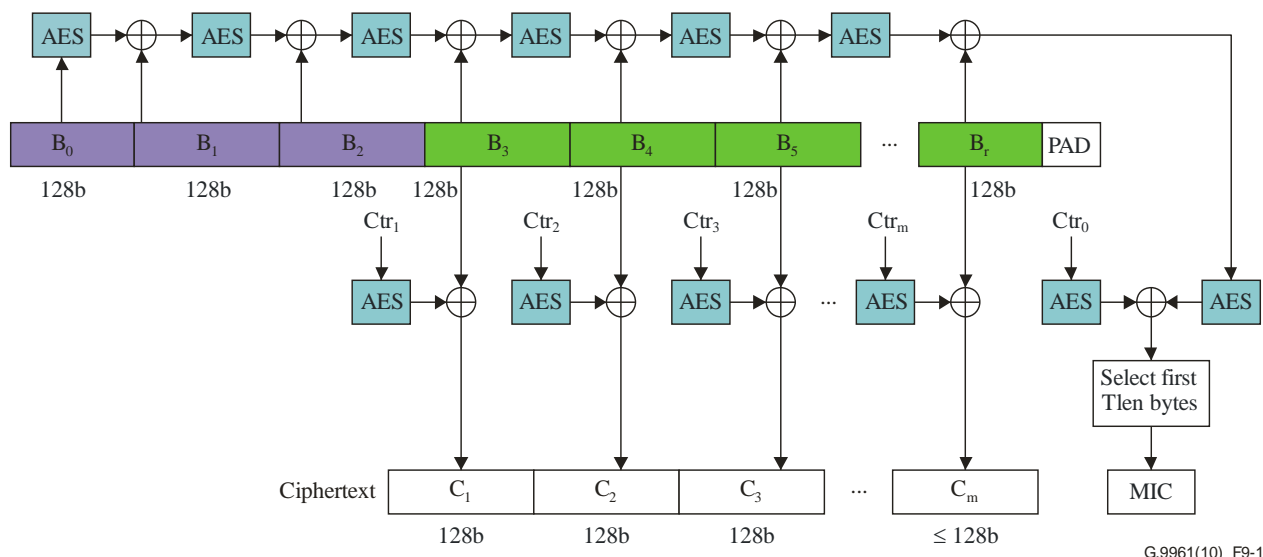 AES AES AES AES AES AES
B₀ B₁ B₂ B₃ B₄ B₅ ... Bᵣ PAD
128b 128b 128b 128b 128b 128b
Ctr₁ Ctr₂ Ctr₃ Ctrₘ Ctr₀
AES AES AES ... AES AES AES
Select first
Tlen bytes
Ciphertext C₁ C₂ C₃ ... Cₘ MIC
128b 128b 128b ≤ 128b
G.9961(10)_F9-1